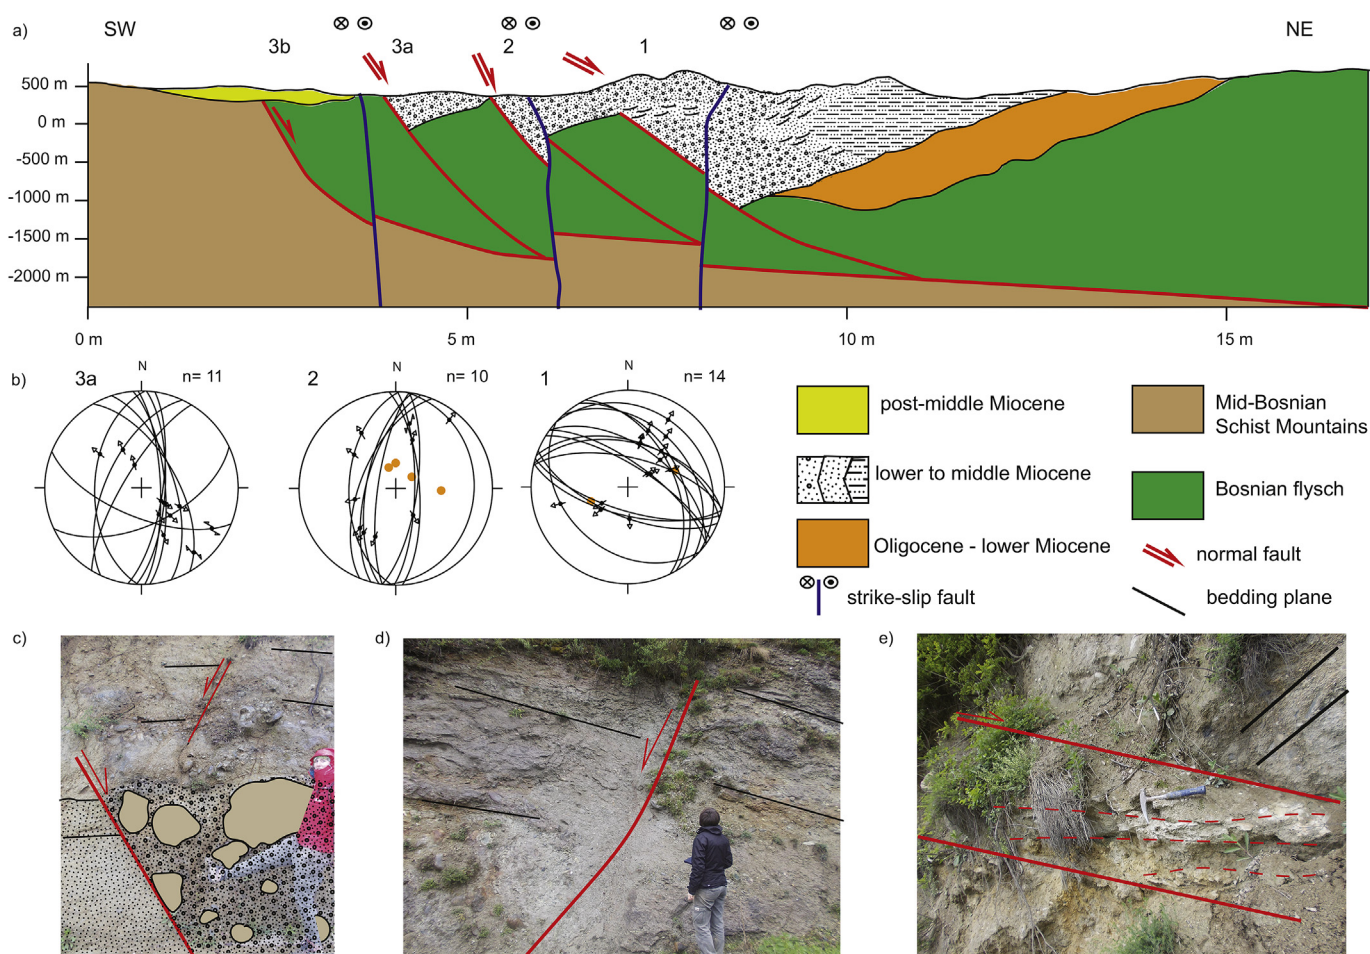 a)
SW
NE
3b
3a
2
1
500 m
0 m
-500 m
-1000 m
-1500 m
-2000 m
0 m
5 m
10 m
15 m
b)
3a
N
n= 11
2
N
n= 10
1
N
n= 14
post-middle Miocene
lower to middle Miocene
Oligocene - lower Miocene
strike-slip fault
Mid-Bosnian
Schist Mountains
Bosnian flysch
normal fault
bedding plane
c)
d)
e)